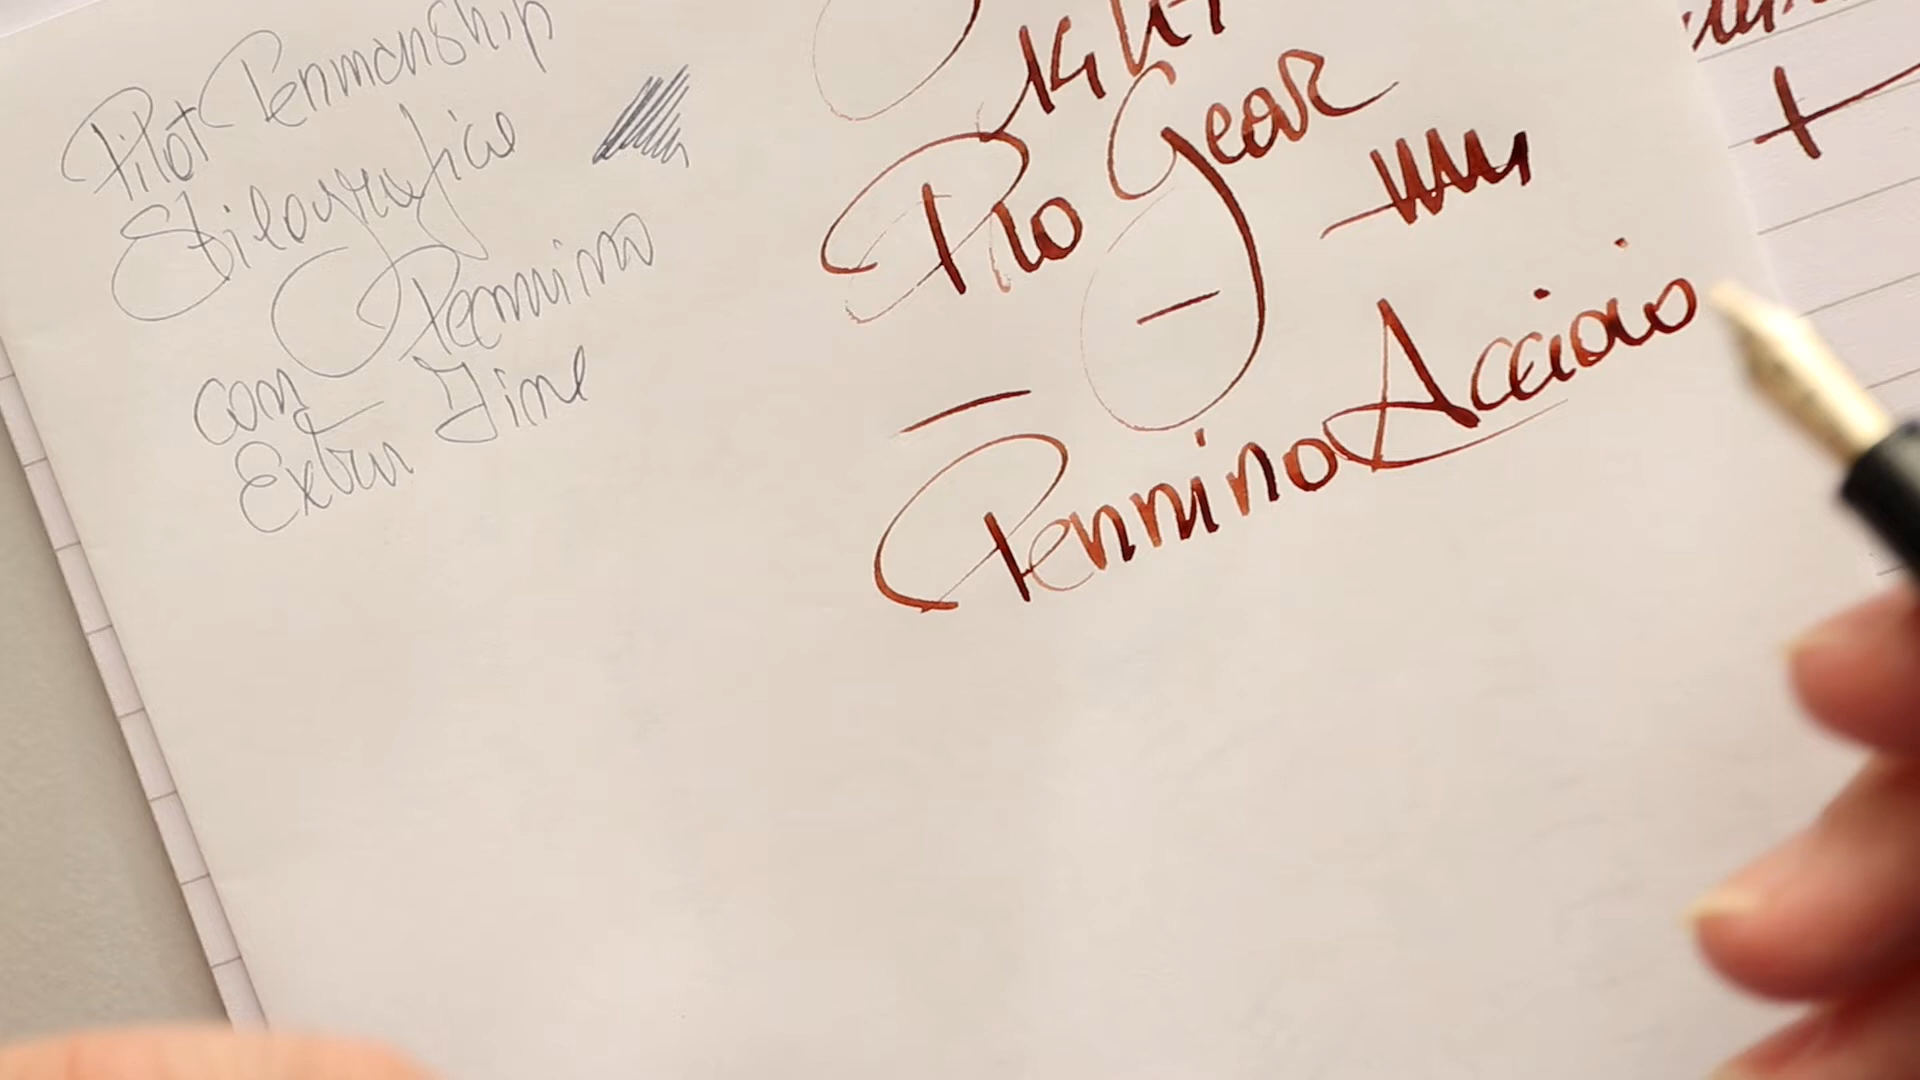 Pilot Penmanship
Stilografica
con Pennino
Extra Fine
14kt
Pro Gear
Pennino Acciaio